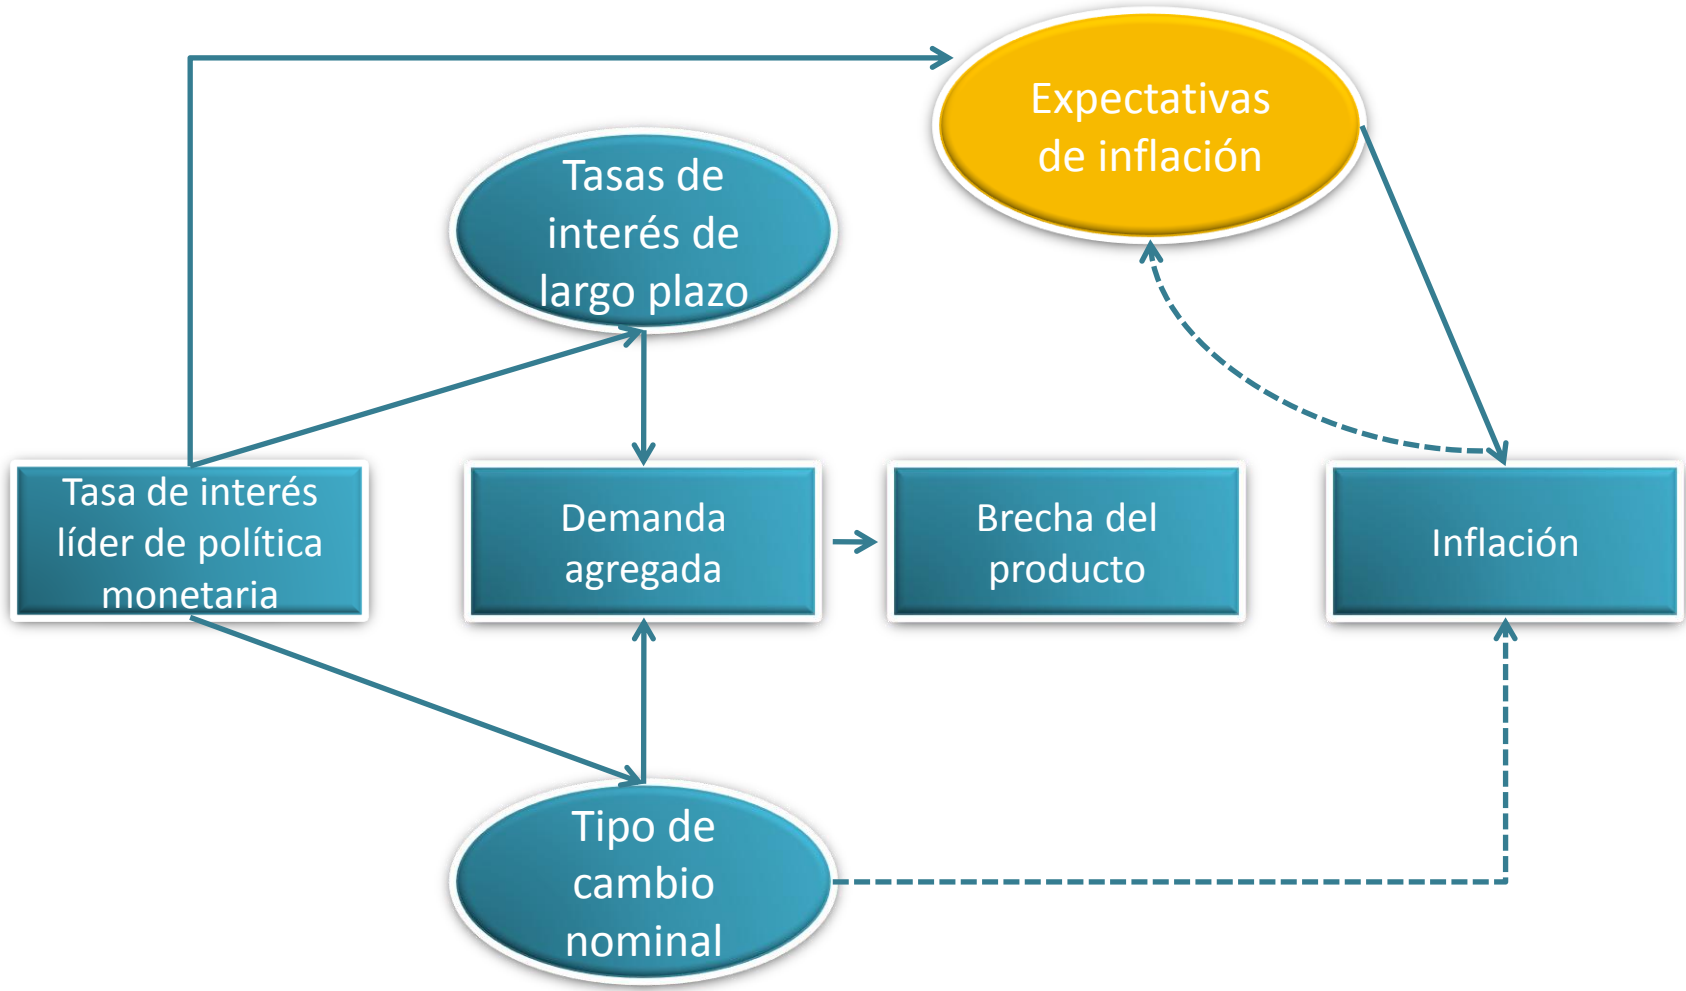 Expectativas
de inflación
Tasas de
interés de
largo plazo
Tasa de interés
líder de política
monetaria
Demanda
agregada
Brecha del
producto
Inflación
Tipo de
cambio
nominal